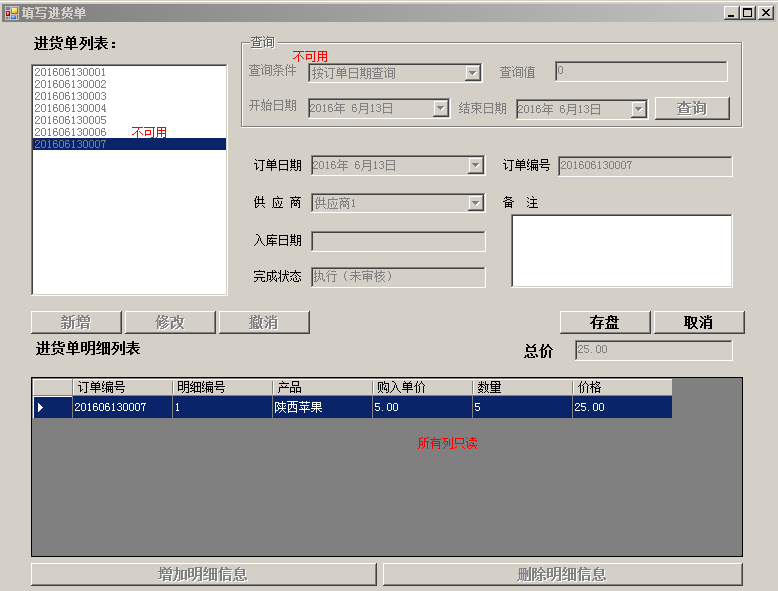 填写进货单
进货单列表：
201606130001
201606130002
201606130003
201606130004
201606130005
201606130006
不可用
201606130007
查询
不可用
查询条件 按订单日期查询 查询值 0
开始日期 2016年 6月13日 结束日期 2016年 6月13日 查询
订单日期 2016年 6月13日 订单编号 201606130007
供 应 商 供应商1 备 注
入库日期
完成状态 执行（未审核）
新增 修改 撤消 存盘 取消
进货单明细列表 总价 25.00
订单编号 明细编号 产品 购入单价 数量 价格
201606130007 1 陕西苹果 5.00 5 25.00
所有列只读
增加明细信息 删除明细信息